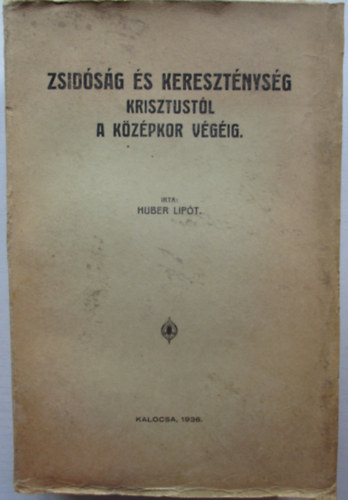 ZSIDÓSÁG ÉS KERESZTÉNYSÉG
KRISZTUSTÓL
A KÖZÉPKOR VÉGÉIG.
IRTA:
HUBER LIPÓT.
KALOCSA, 1936.